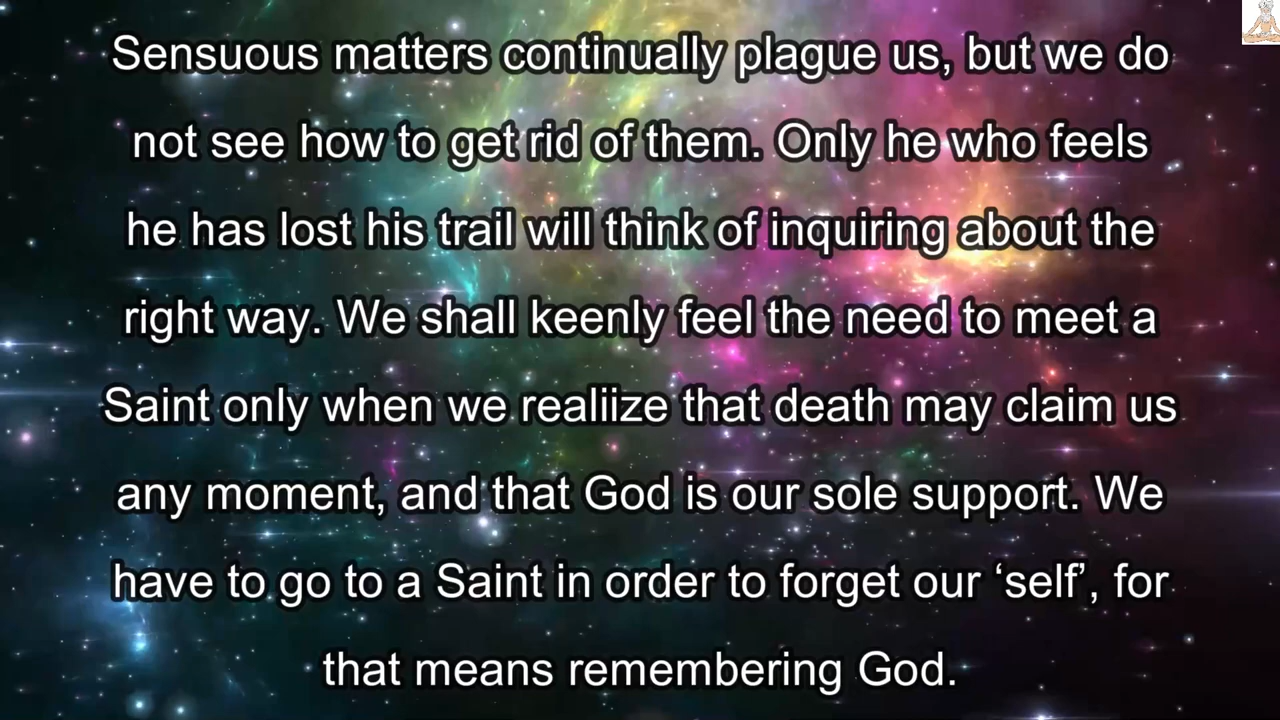 Sensuous matters continually plague us, but we do
not see how to get rid of them. Only he who feels
he has lost his trail will think of inquiring about the
right way. We shall keenly feel the need to meet a
Saint only when we realiize that death may claim us
any moment, and that God is our sole support. We
have to go to a Saint in order to forget our ‘self’, for
that means remembering God.